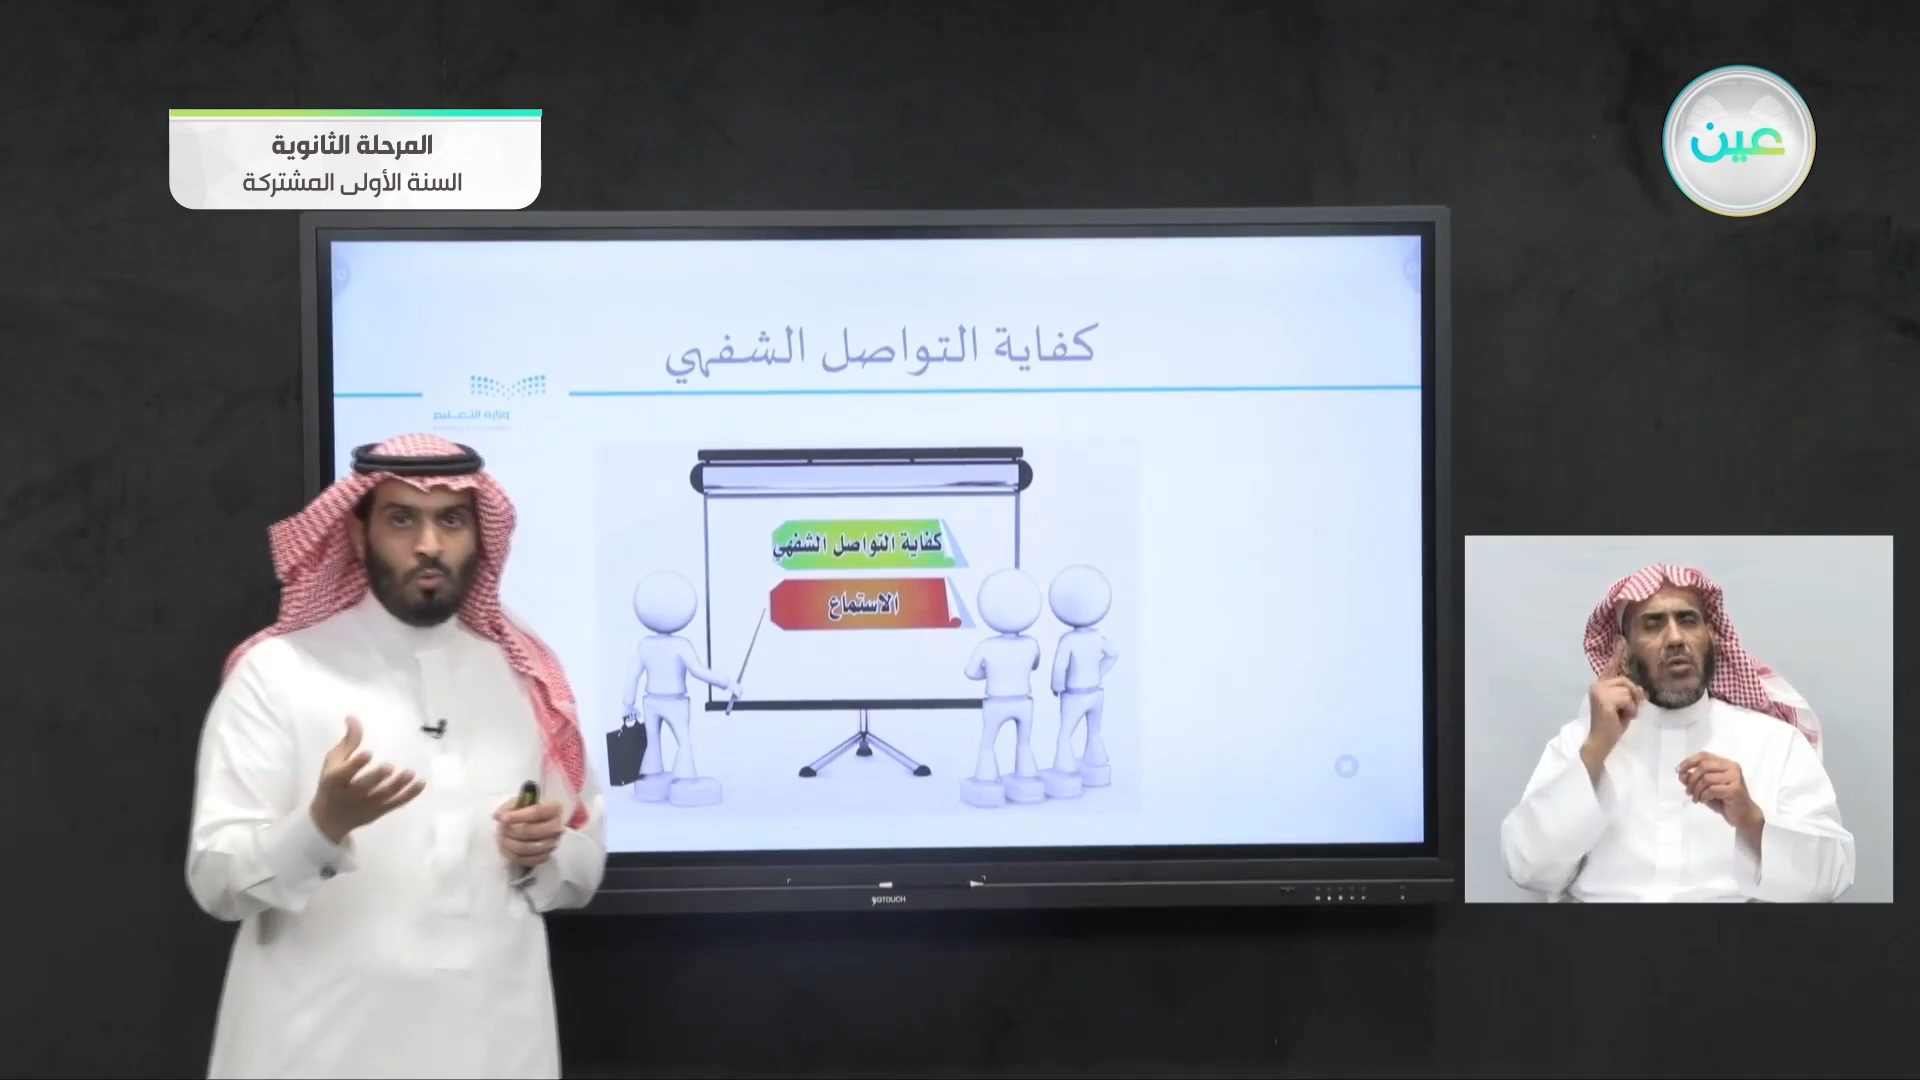 المرحلة الثانوية
السنة الأولى المشتركة
عين
كفاية التواصل الشفهي
وزارة التعليم
كفاية التواصل الشفهي
الاستماع